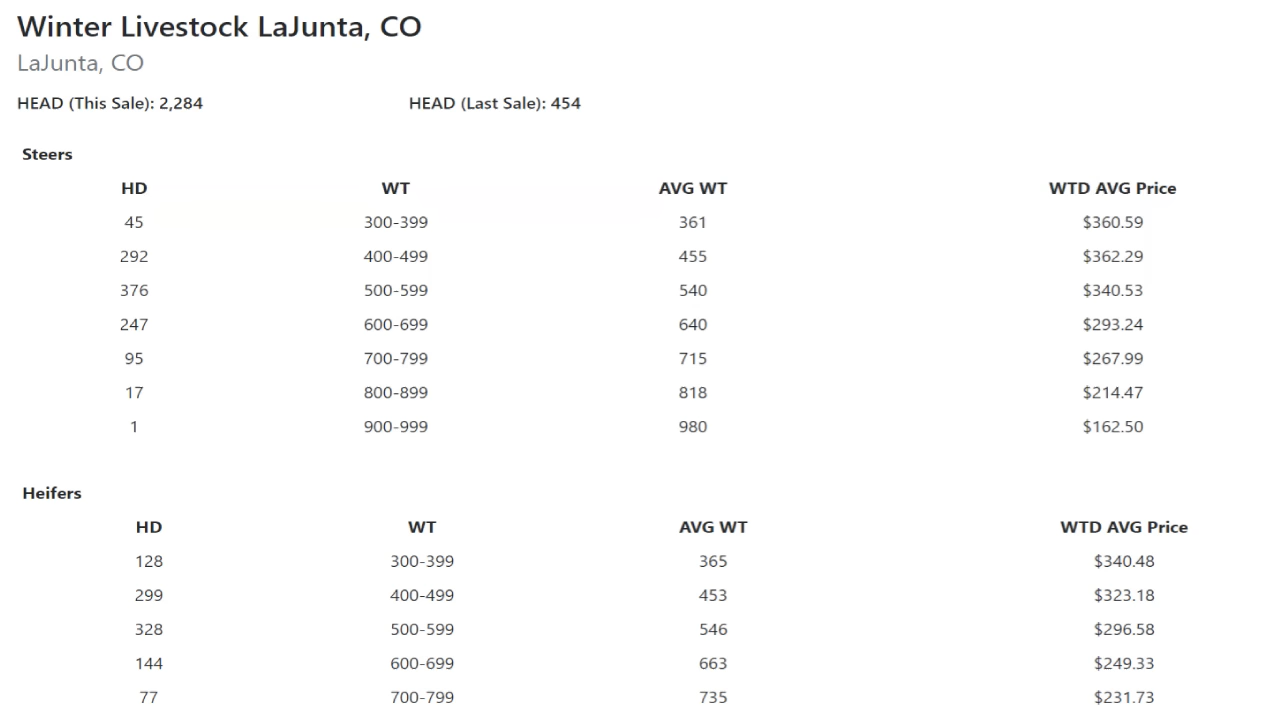 Winter Livestock LaJunta, CO
LaJunta, CO
HEAD (This Sale): 2,284 HEAD (Last Sale): 454
Steers
HD WT AVG WT WTD AVG Price
45 300-399 361 $360.59
292 400-499 455 $362.29
376 500-599 540 $340.53
247 600-699 640 $293.24
95 700-799 715 $267.99
17 800-899 818 $214.47
1 900-999 980 $162.50
Heifers
HD WT AVG WT WTD AVG Price
128 300-399 365 $340.48
299 400-499 453 $323.18
328 500-599 546 $296.58
144 600-699 663 $249.33
77 700-799 735 $231.73